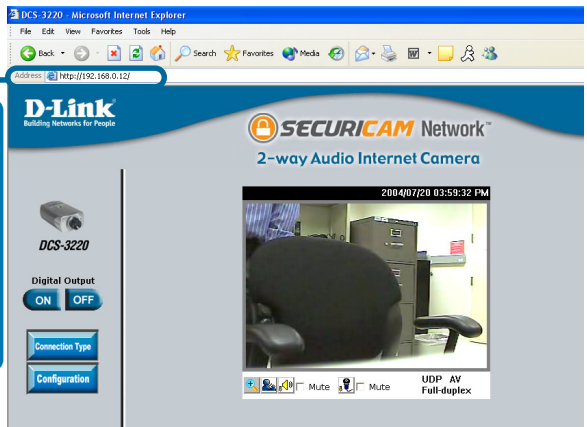 DCS-3220 - Microsoft Internet Explorer
File Edit View Favorites Tools Help
Back Search Favorites Media
Address http://192.168.0.12/
D-Link
Building Networks for People
SECURICAM Network™
2-way Audio Internet Camera
2004/07/20 03:59:32 PM
DCS-3220
Digital Output
ON OFF
Connection Type
Configuration
Mute Mute
UDP AV
Full-duplex